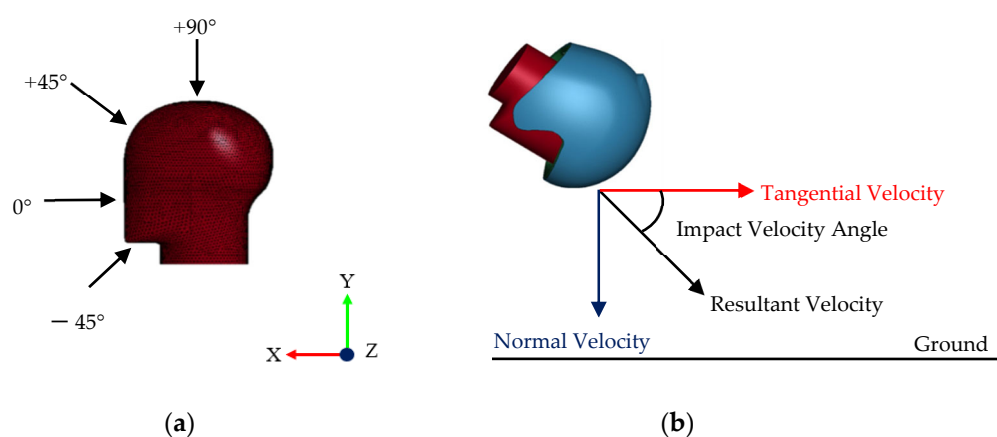 +90°
+45°
0°
— 45°
Y
X
Z
Tangential Velocity
Impact Velocity Angle
Resultant Velocity
Normal Velocity
Ground
(a)
(b)